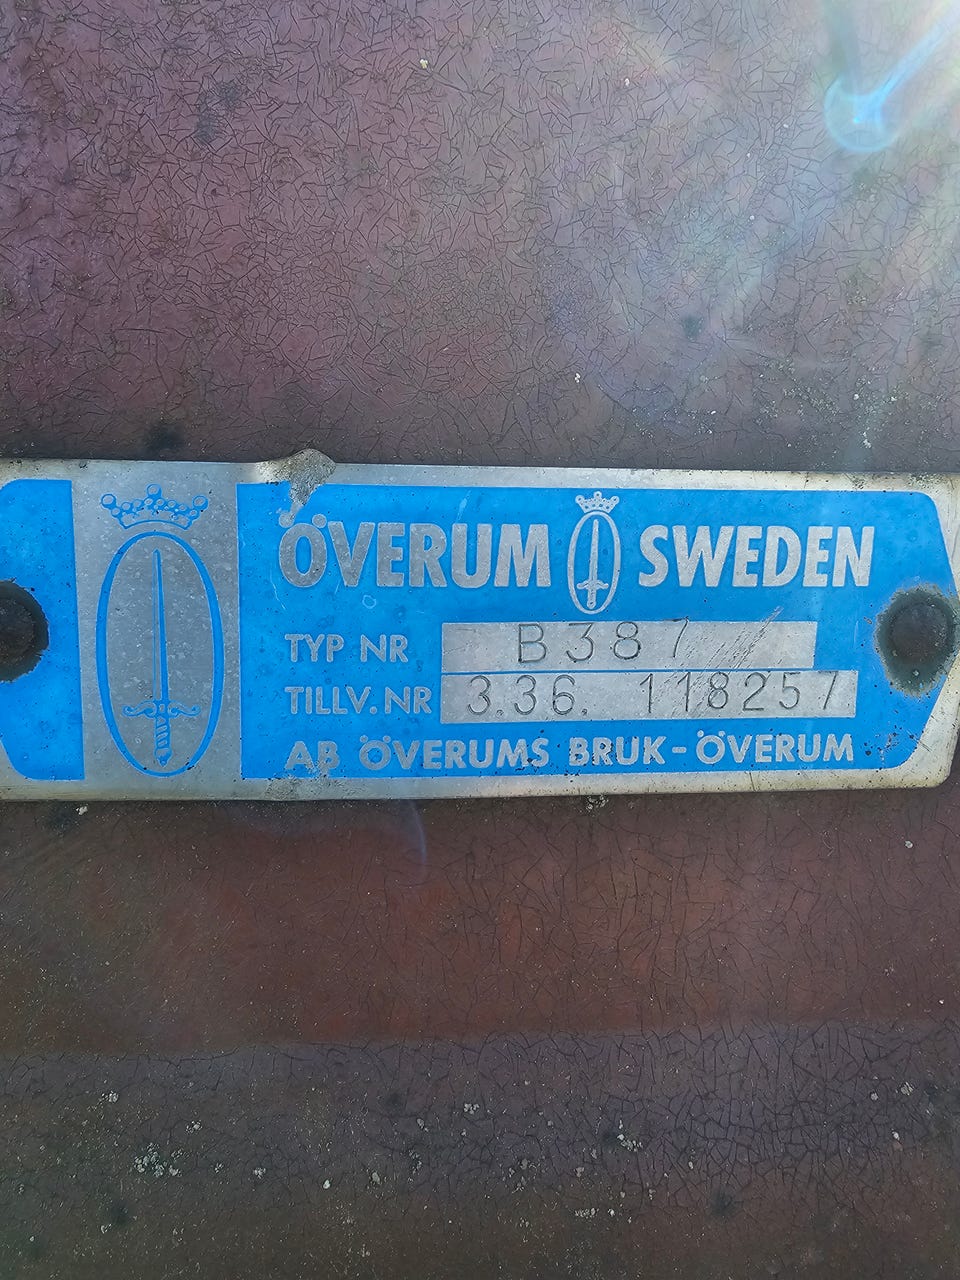 ÖVERUM SWEDEN
TYP NR B387
TILLV.NR 3.36. 118257
AB ÖVERUMS BRUK-ÖVERUM